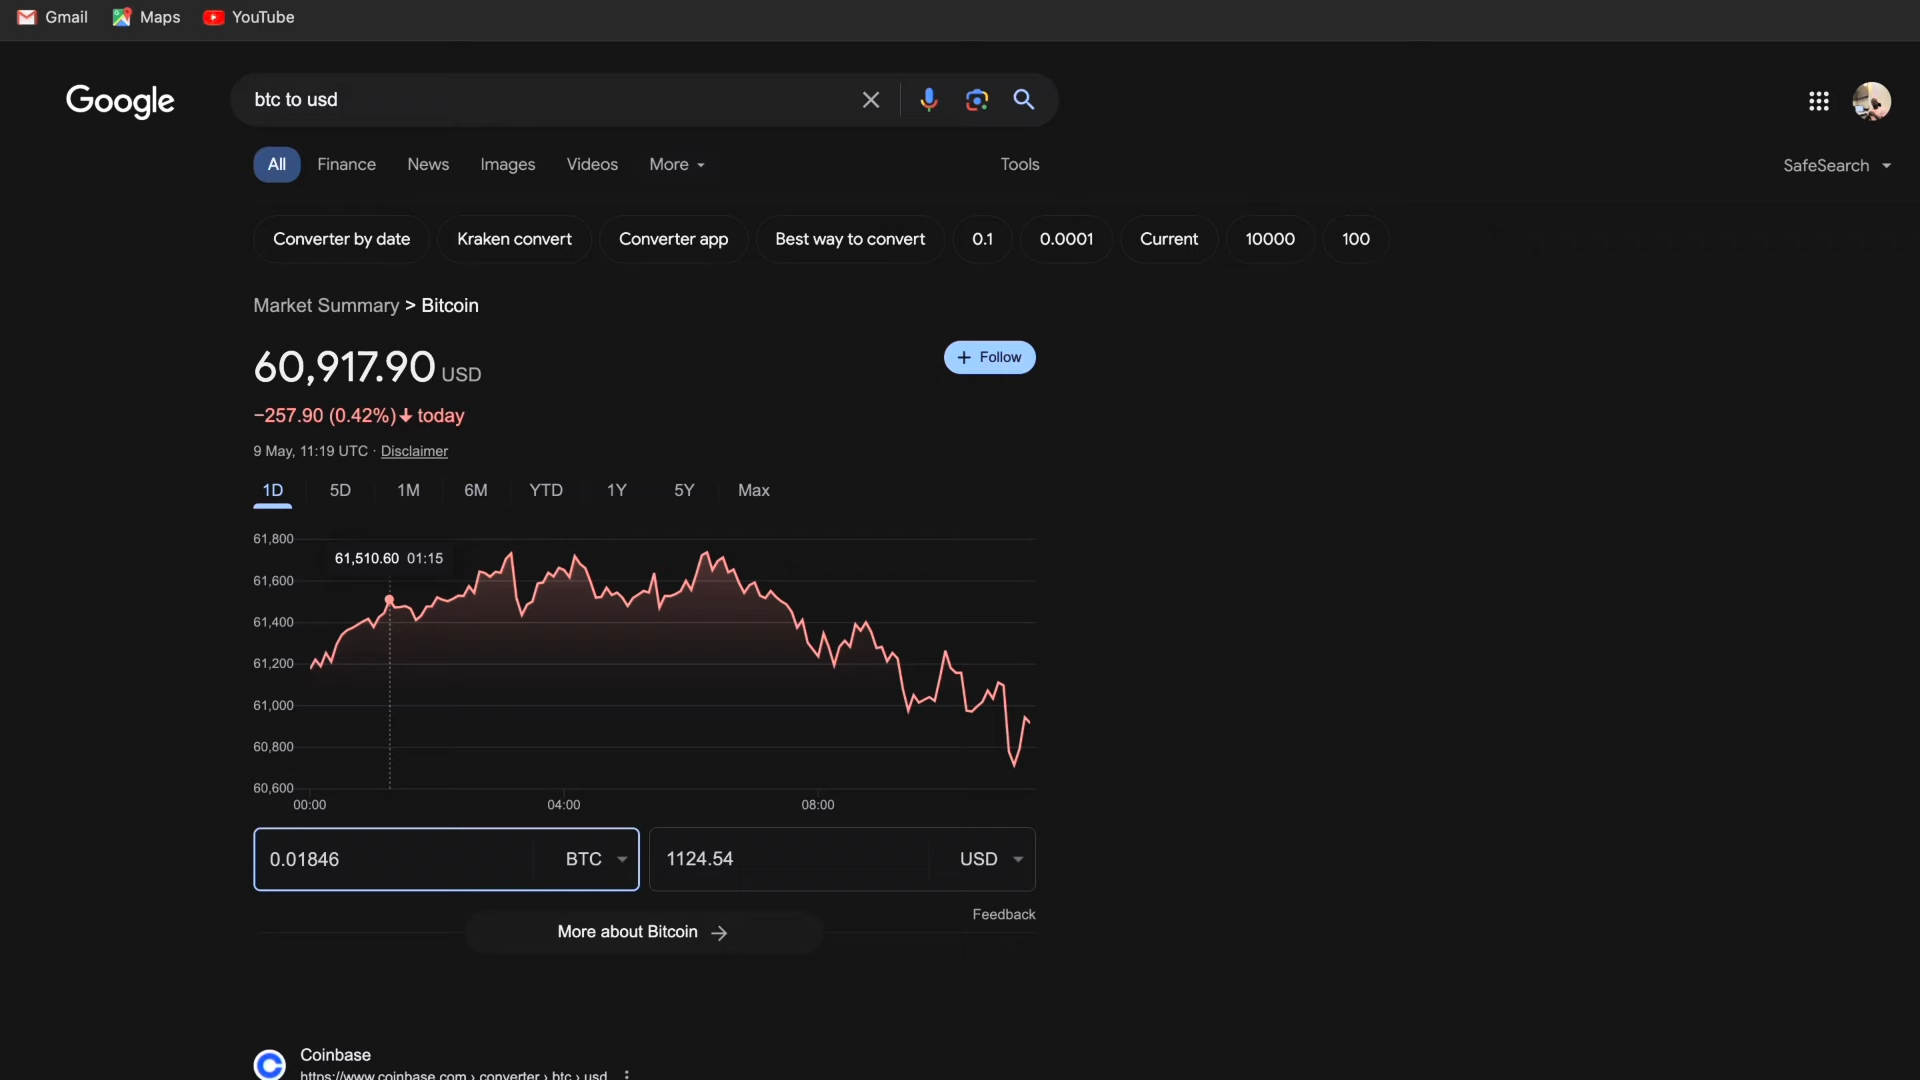 Gmail Maps YouTube
Google
btc to usd
All Finance News Images Videos More Tools SafeSearch
Converter by date Kraken convert Converter app Best way to convert 0.1 0.0001 Current 10000 100
Market Summary > Bitcoin
60,917.90 USD
+ Follow
−257.90 (0.42%)↓ today
9 May, 11:19 UTC · Disclaimer
1D 5D 1M 6M YTD 1Y 5Y Max
61,800
61,510.60 01:15
61,600
61,400
61,200
61,000
60,800
60,600
00:00 04:00 08:00
0.01846 BTC 1124.54 USD
Feedback
More about Bitcoin →
Coinbase
https://www.coinbase.com › converter › btc › usd